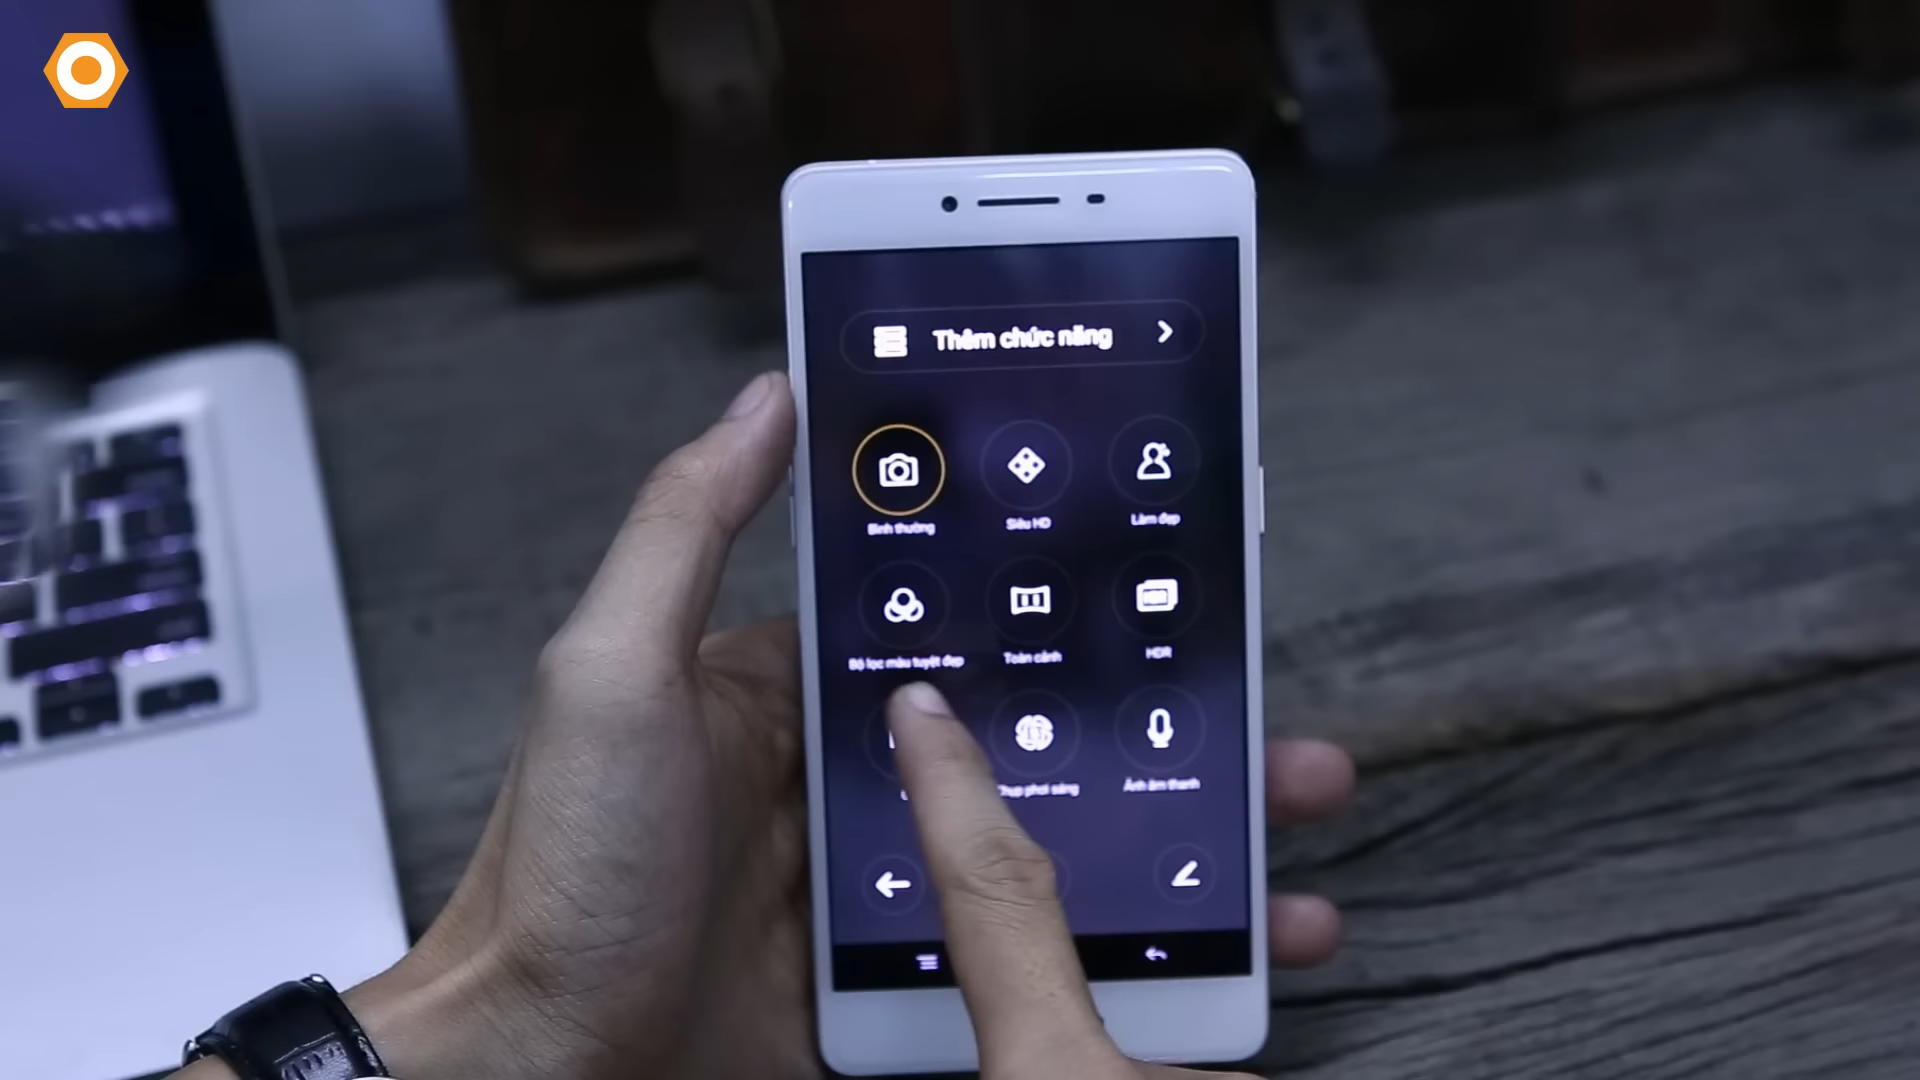 Thêm chức năng
Bình thường
Siêu HD
Làm đẹp
Bộ lọc màu tuyệt đẹp
Toàn cảnh
HDR
Chụp phơi sáng
Ảnh âm thanh